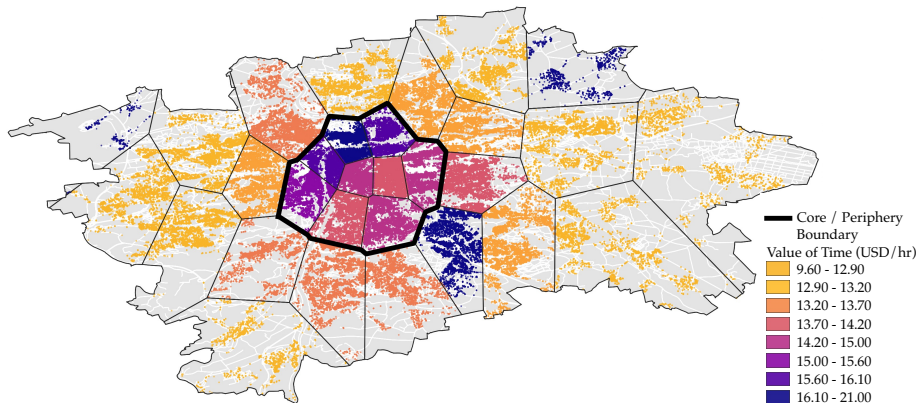 Core / Periphery
Boundary
Value of Time (USD/hr)
9.60 - 12.90
12.90 - 13.20
13.20 - 13.70
13.70 - 14.20
14.20 - 15.00
15.00 - 15.60
15.60 - 16.10
16.10 - 21.00